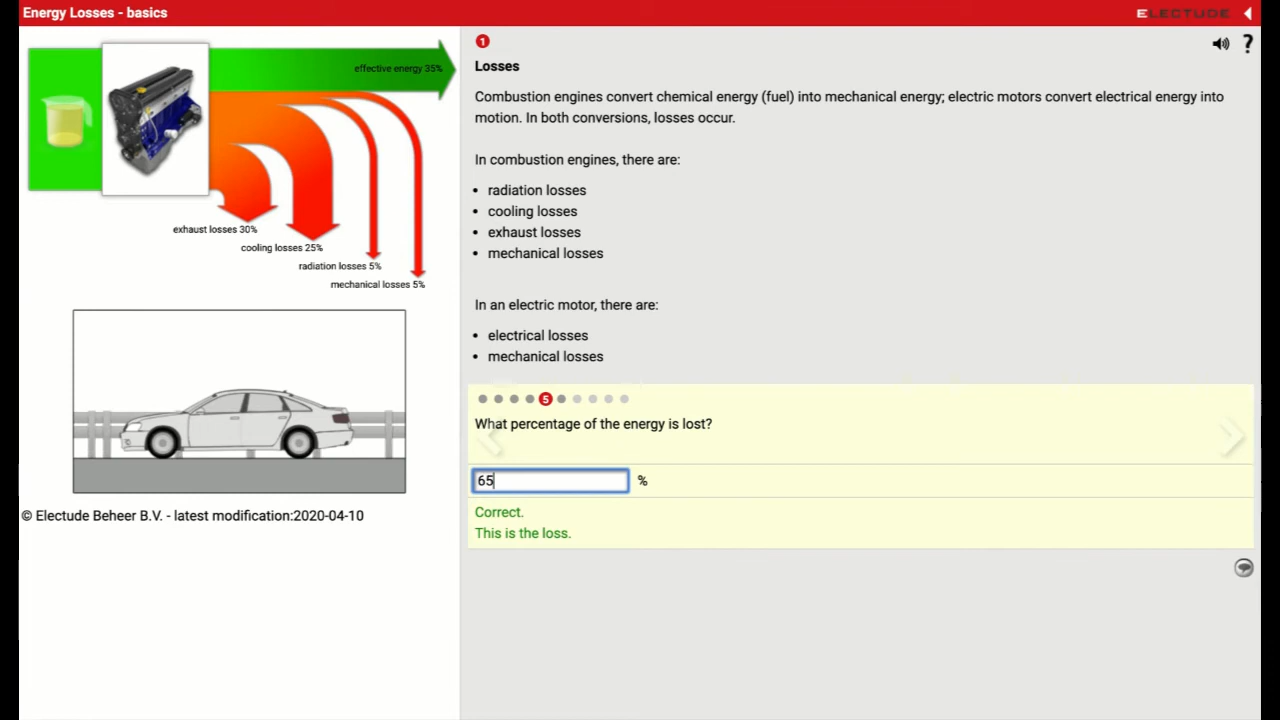 Energy Losses - basics
ELECTUDE
effective energy 35%
exhaust losses 30%
cooling losses 25%
radiation losses 5%
mechanical losses 5%
© Electude Beheer B.V. - latest modification:2020-04-10
1
?
Losses
Combustion engines convert chemical energy (fuel) into mechanical energy; electric motors convert electrical energy into
motion. In both conversions, losses occur.
In combustion engines, there are:
• radiation losses
• cooling losses
• exhaust losses
• mechanical losses
In an electric motor, there are:
• electrical losses
• mechanical losses
5
What percentage of the energy is lost?
65 %
Correct.
This is the loss.